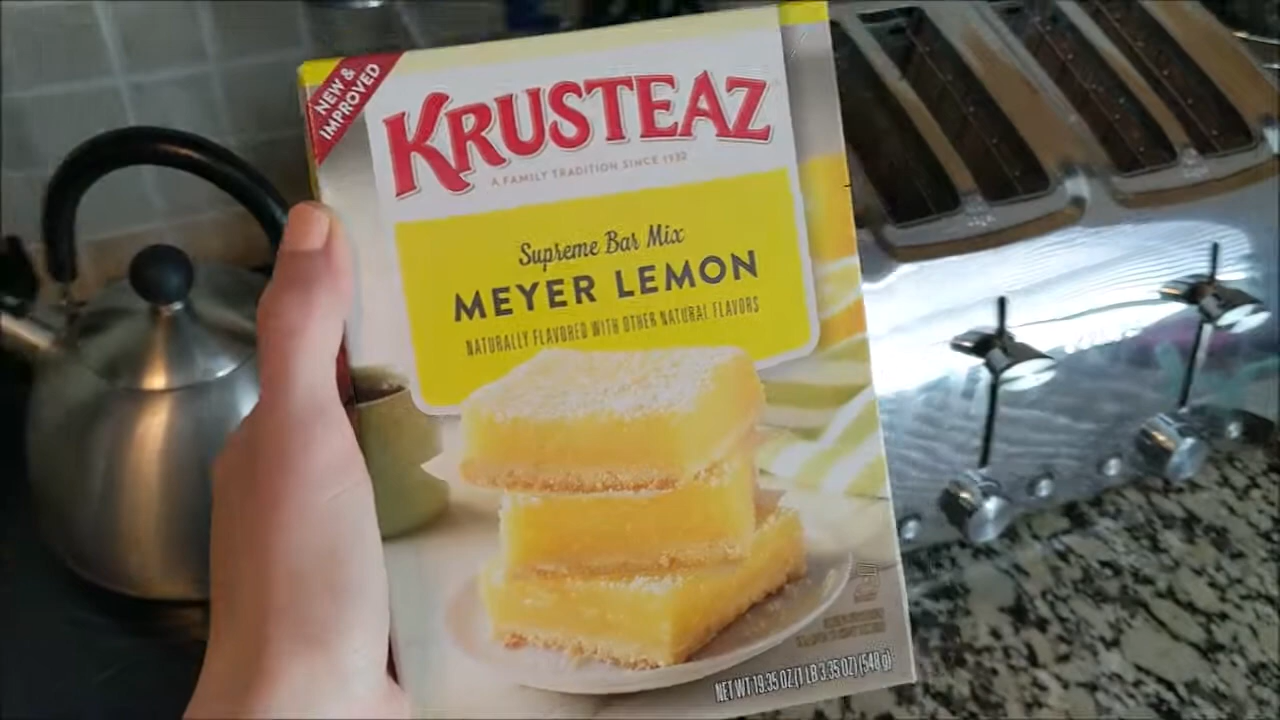 NEW &
IMPROVED
KRUSTEAZ
A FAMILY TRADITION SINCE 1932
Supreme Bar Mix
MEYER LEMON
NATURALLY FLAVORED WITH OTHER NATURAL FLAVORS
NET WT 19.35 OZ (1 LB 3.35 OZ) (548 g)